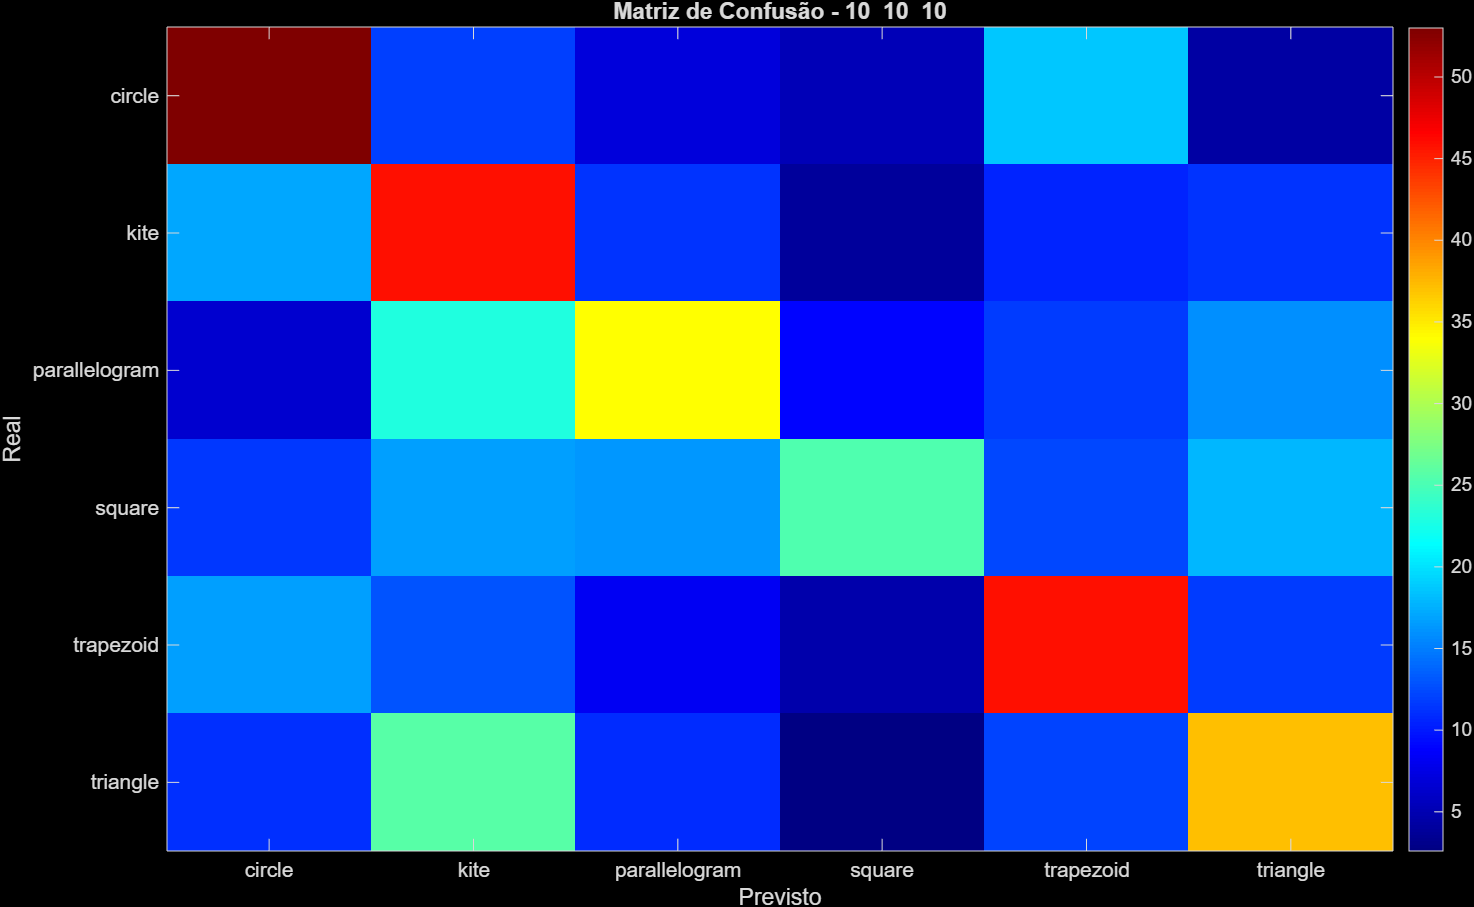 Matriz de Confusão - 10  10  10
circle
kite
parallelogram
square
trapezoid
triangle
Real
circle kite parallelogram square trapezoid triangle
Previsto
50
45
40
35
30
25
20
15
10
5